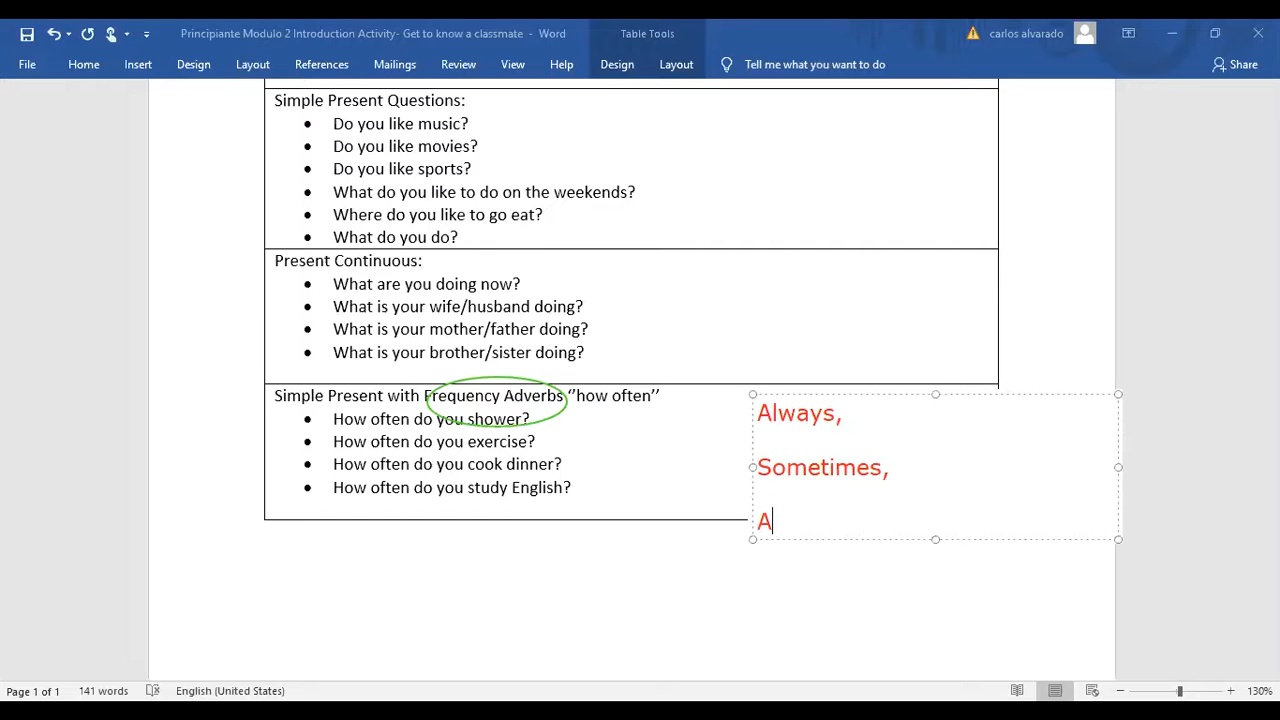 Principiante Modulo 2 Introduction Activity- Get to know a classmate - Word
Table Tools
carlos alvarado
File Home Insert Design Layout References Mailings Review View Help Design Layout Tell me what you want to do Share
Simple Present Questions:
• Do you like music?
• Do you like movies?
• Do you like sports?
• What do you like to do on the weekends?
• Where do you like to go eat?
• What do you do?
Present Continuous:
• What are you doing now?
• What is your wife/husband doing?
• What is your mother/father doing?
• What is your brother/sister doing?
Simple Present with Frequency Adverbs ‘’how often’’
• How often do you shower?
• How often do you exercise?
• How often do you cook dinner?
• How often do you study English?
Always,
Sometimes,
A
Page 1 of 1 141 words English (United States) 130%